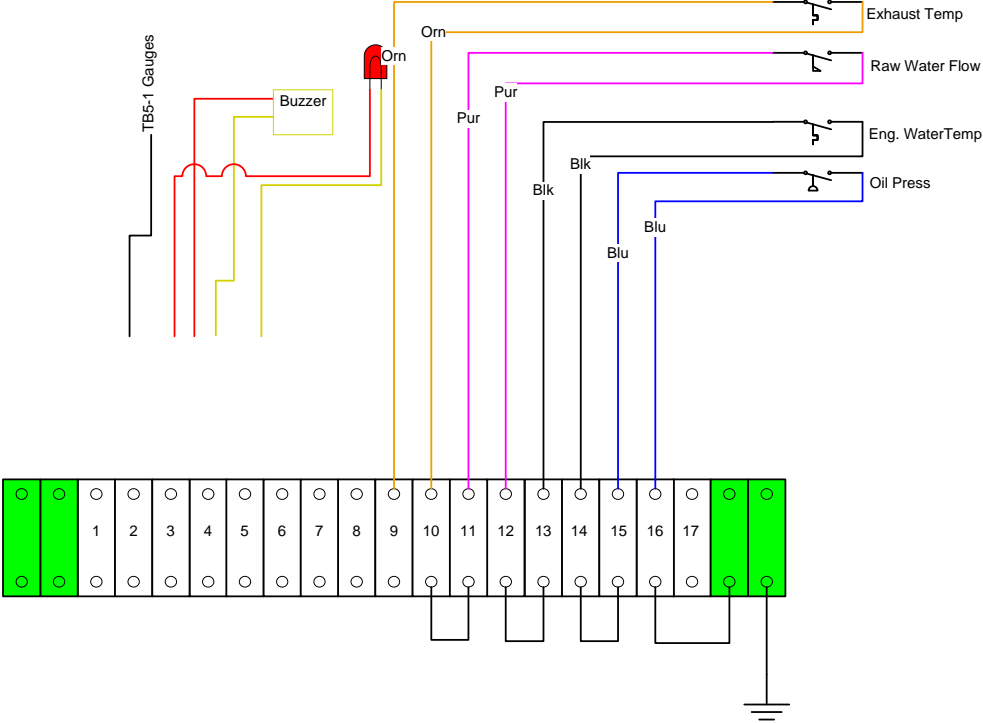 Exhaust Temp
Orn
Orn
Raw Water Flow
TB5-1 Gauges
Buzzer
Pur
Pur
Eng. WaterTemp
Blk
Blk
Oil Press
Blu
Blu
1 2 3 4 5 6 7 8 9 10 11 12 13 14 15 16 17